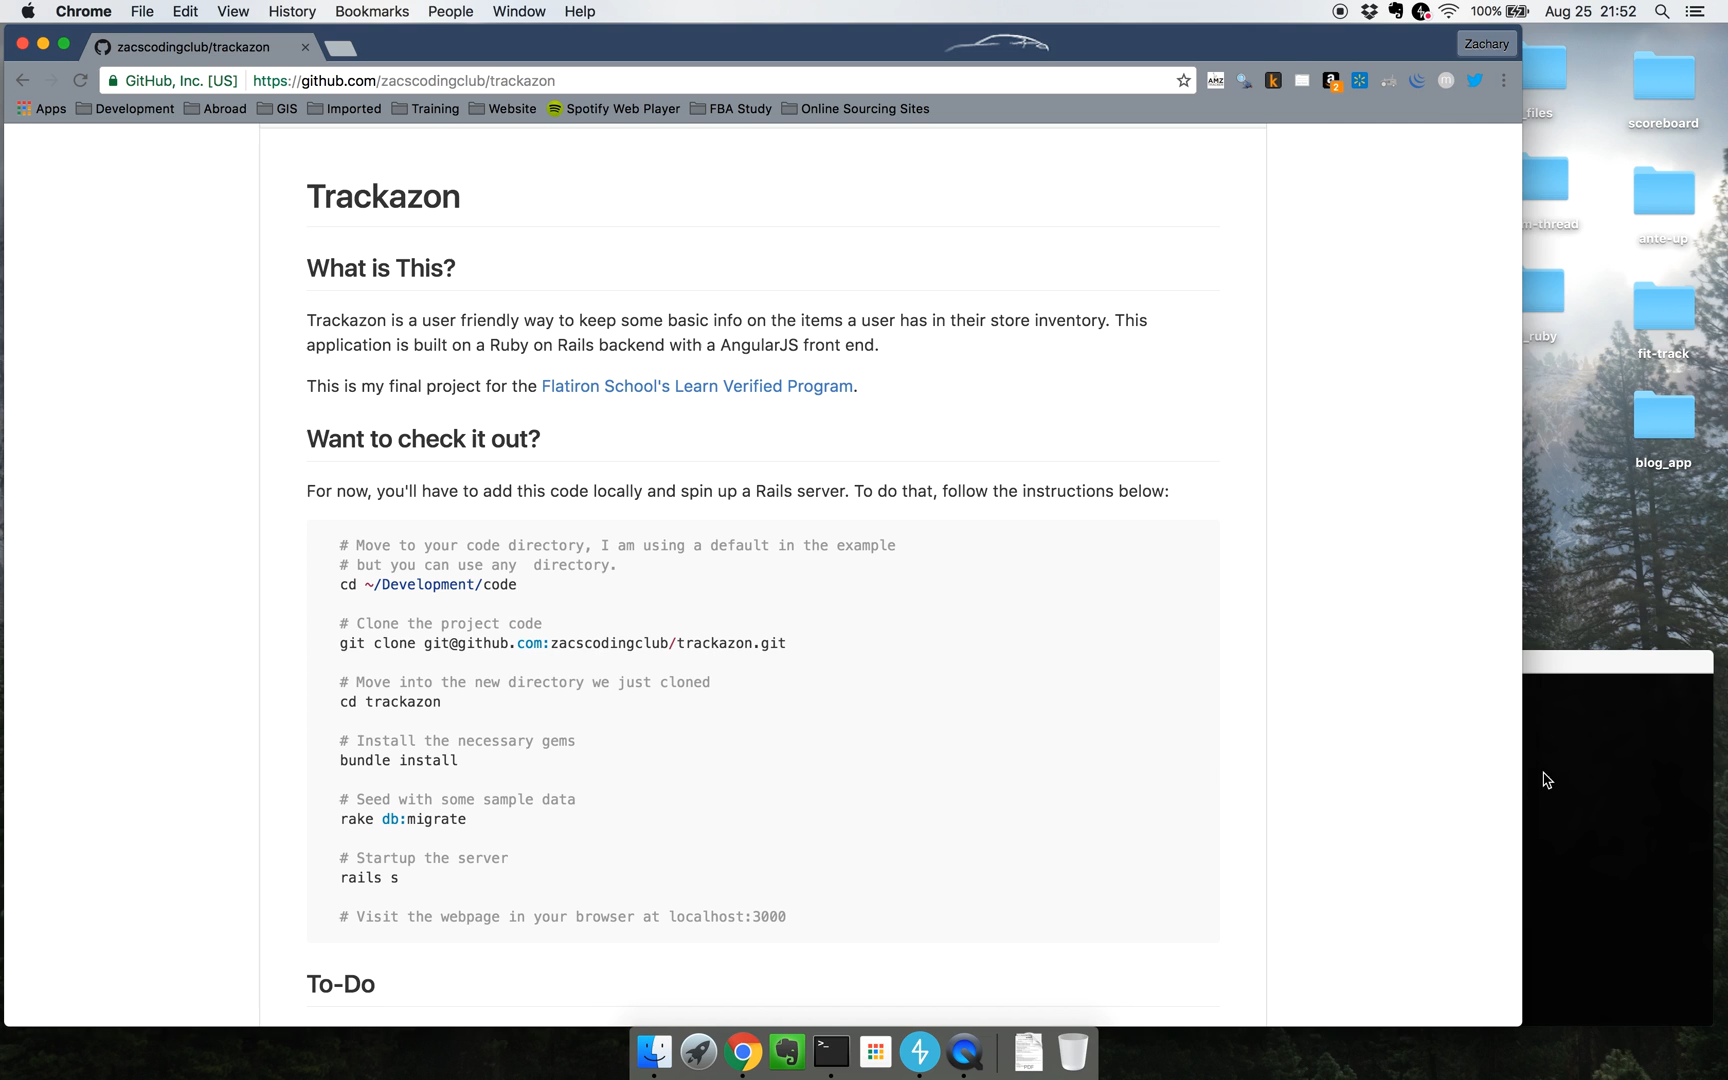 Chrome File Edit View History Bookmarks People Window Help 100% Aug 25 21:52
zacscodingclub/trackazon Zachary
GitHub, Inc. [US] https://github.com/zacscodingclub/trackazon AMZ k a 2 m
Apps Development Abroad GIS Imported Training Website Spotify Web Player FBA Study Online Sourcing Sites
Trackazon
What is This?
Trackazon is a user friendly way to keep some basic info on the items a user has in their store inventory. This
application is built on a Ruby on Rails backend with a AngularJS front end.
This is my final project for the Flatiron School's Learn Verified Program.
Want to check it out?
For now, you'll have to add this code locally and spin up a Rails server. To do that, follow the instructions below:
# Move to your code directory, I am using a default in the example
# but you can use any  directory.
cd ~/Development/code
# Clone the project code
git clone git@github.com:zacscodingclub/trackazon.git
# Move into the new directory we just cloned
cd trackazon
# Install the necessary gems
bundle install
# Seed with some sample data
rake db:migrate
# Startup the server
rails s
# Visit the webpage in your browser at localhost:3000
To-Do
_files
scoreboard
m-thread
ante-up
_ruby
fit-track
blog_app
>_
PDF